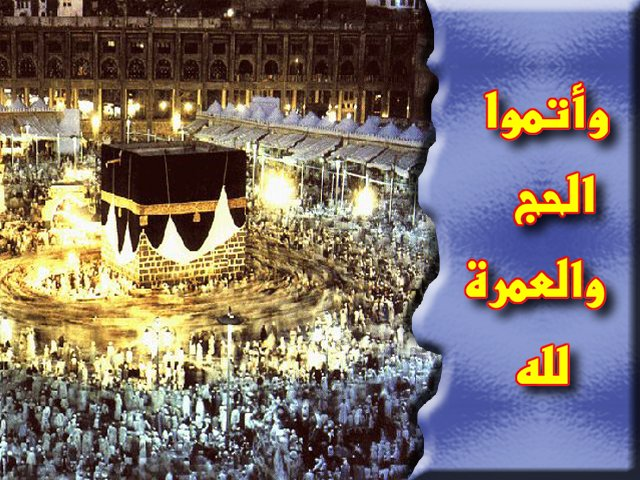 وأتموا
الحج
والعمرة
لله